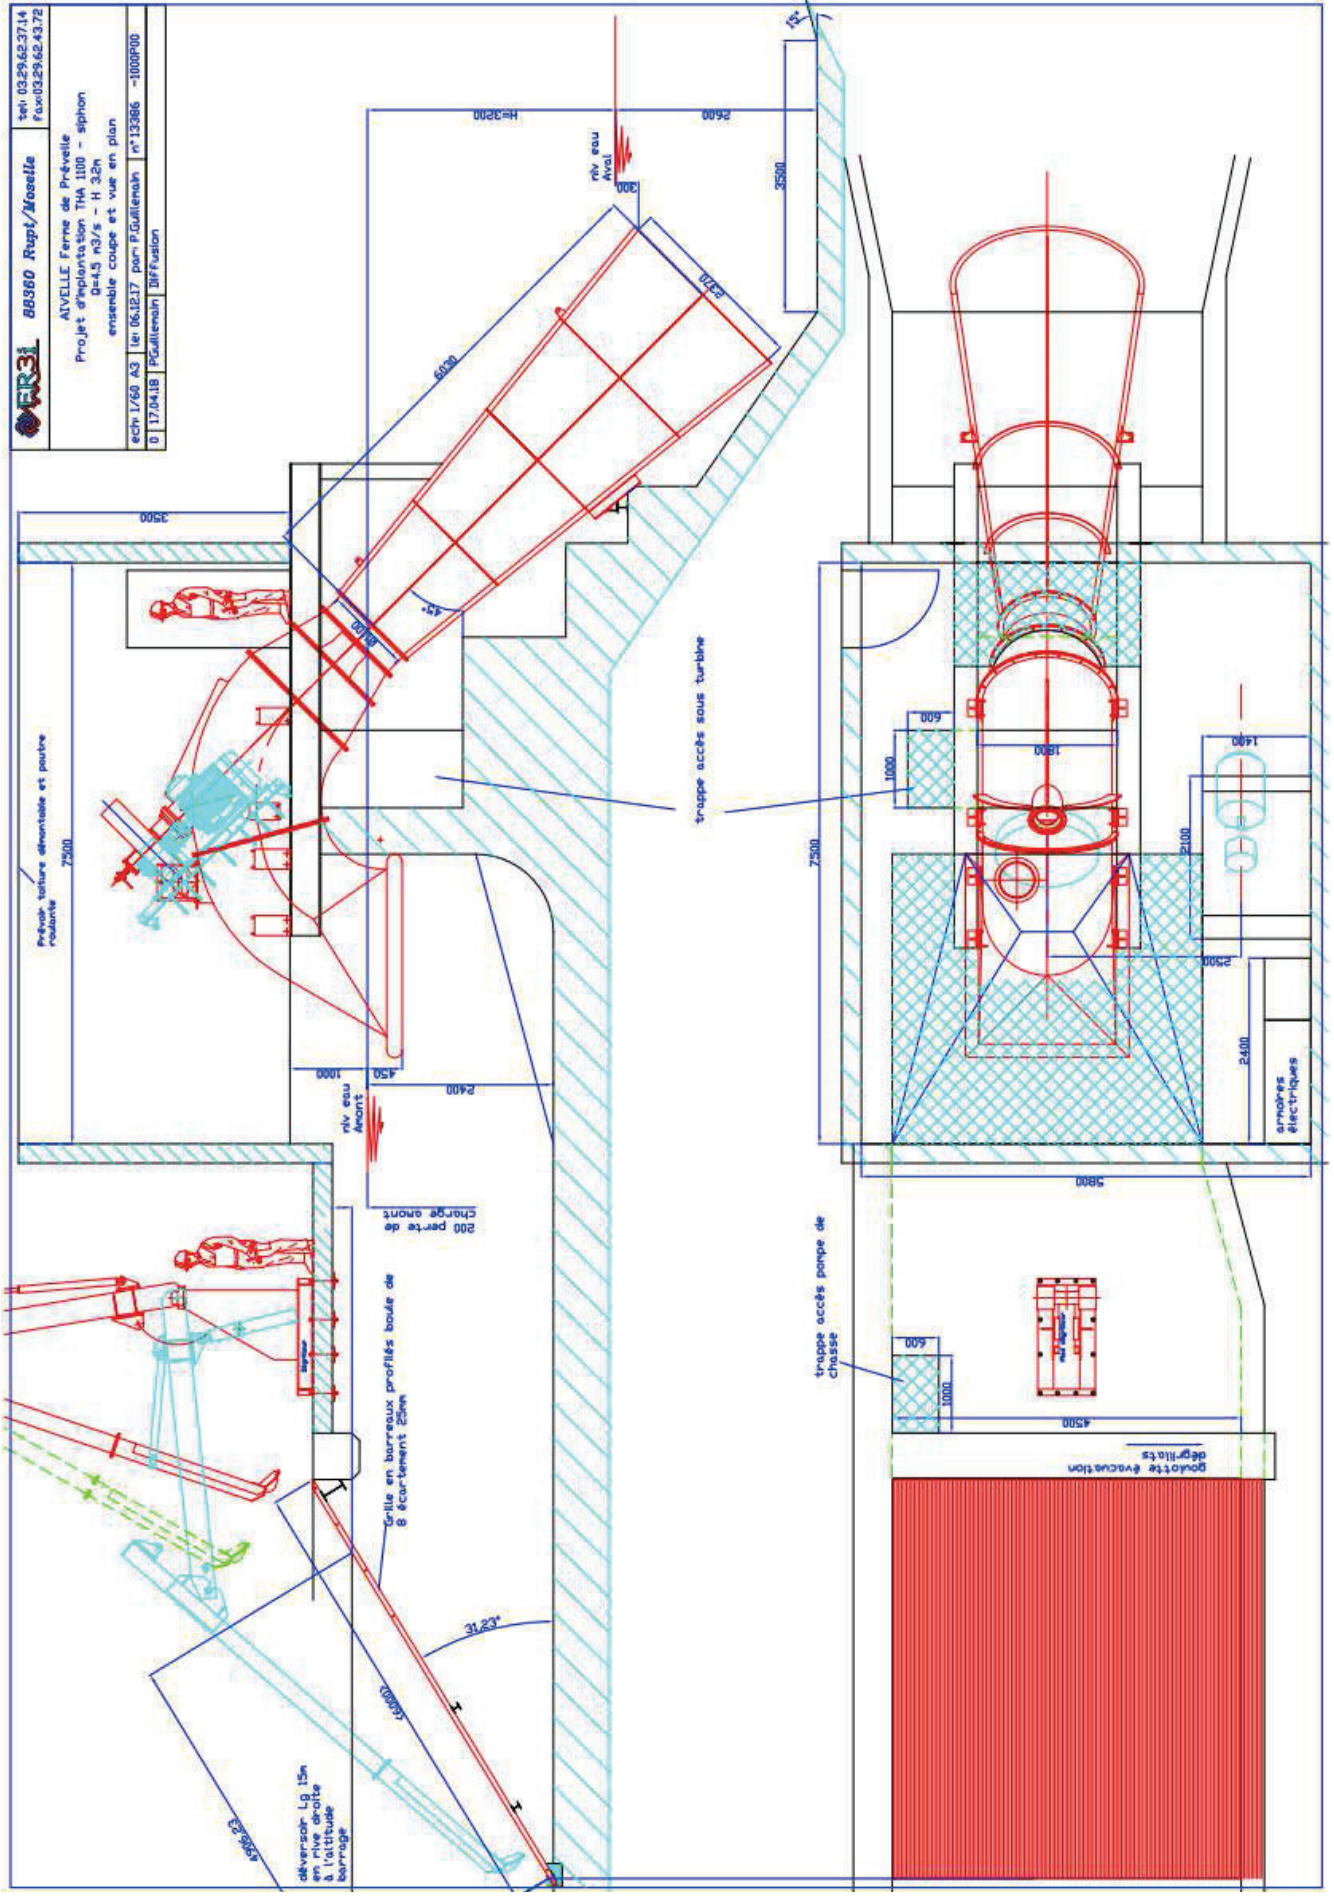 ER3i
88360 Rupt/Moselle
tel: 03.29.62.37.14
Fax:03.29.62.43.72
AIVELLE Ferme de Préveille
Projet d'implantation THA 1100 - siphon
Q=4.5 m3/s - H 3.2m
ensemble coupe et vue en plan
ech: 1/60 A3
le: 06.12.17
par: P.Guillemain
n°13386 -1000P00
0
17.04.18
P.Guillemain
Diffusion
15°
3500
H=3200
2600
niv eau
Aval
300
3500
6030
2370
3500
45°
Prévoir toiture démontable et poutre
roulante
7500
trappe accès sous turbine
1000
450
2400
niv eau
Amont
200 perte de
charge amont
Grille en barreaux profilés boule de
8 écartement 25mm
31,23°
(6000)
4906,23
déversoir Lg 15m
en rive droite
à l'altitude
barrage
600
1000
1800
1400
7500
2100
2500
2400
armoires
électriques
5800
trappe accès pompe de
chasse
600
1000
4500
goulotte évacuation
dégrillats